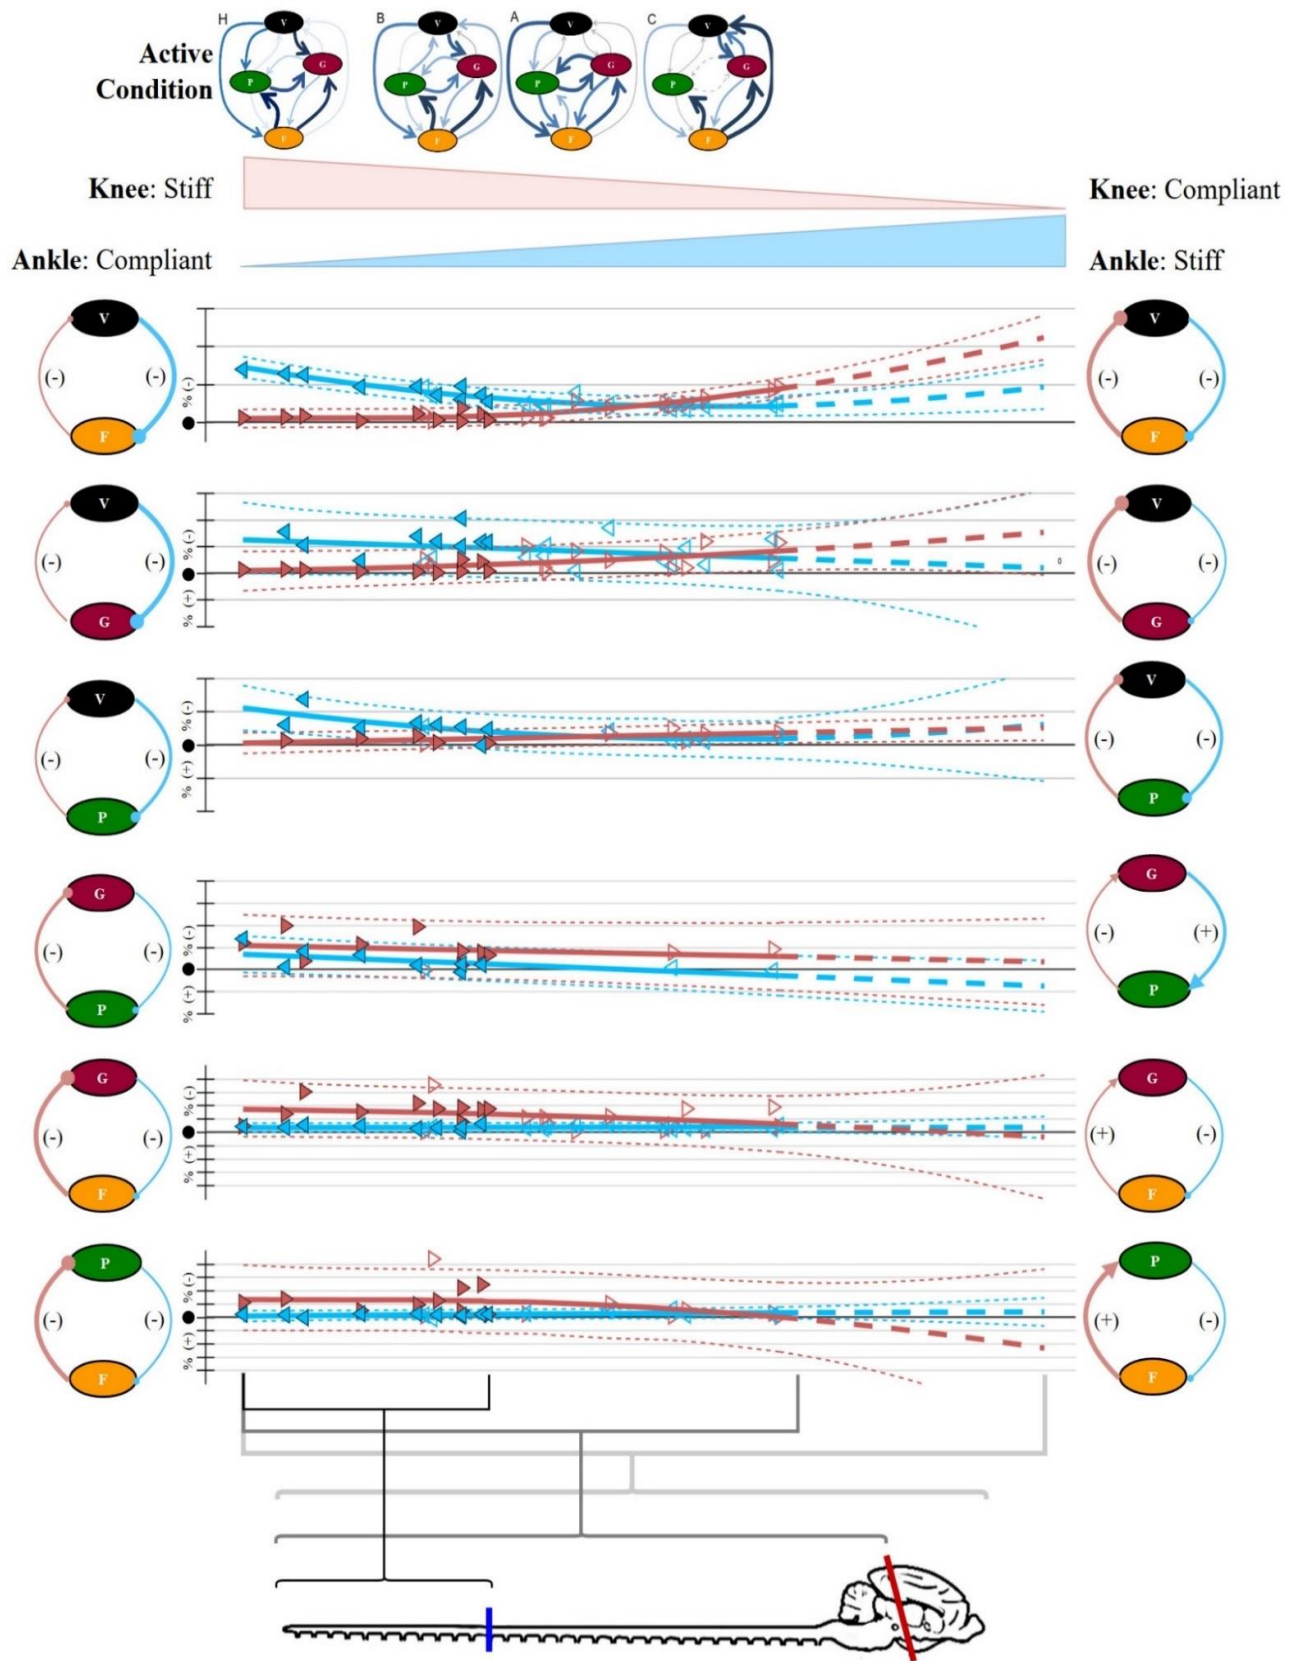 H B A C
V V V V
Active
Condition
G G G G
P P P P
F F F F
Knee: Stiff
Knee: Compliant
Ankle: Compliant
Ankle: Stiff
V V
(-) (-) % (-) (-) (-)
F F
V V
(-) (-) % (-) (-) (-)
% (+)
G G
V V
(-) (-) % (-) (-) (-)
% (+)
P P
G G
(-) (-) % (-) (-) (+)
% (+)
P P
G G
(-) (-) % (-) (+) (-)
% (+)
F F
P P
(-) (-) % (-) (+) (-)
% (+)
F F